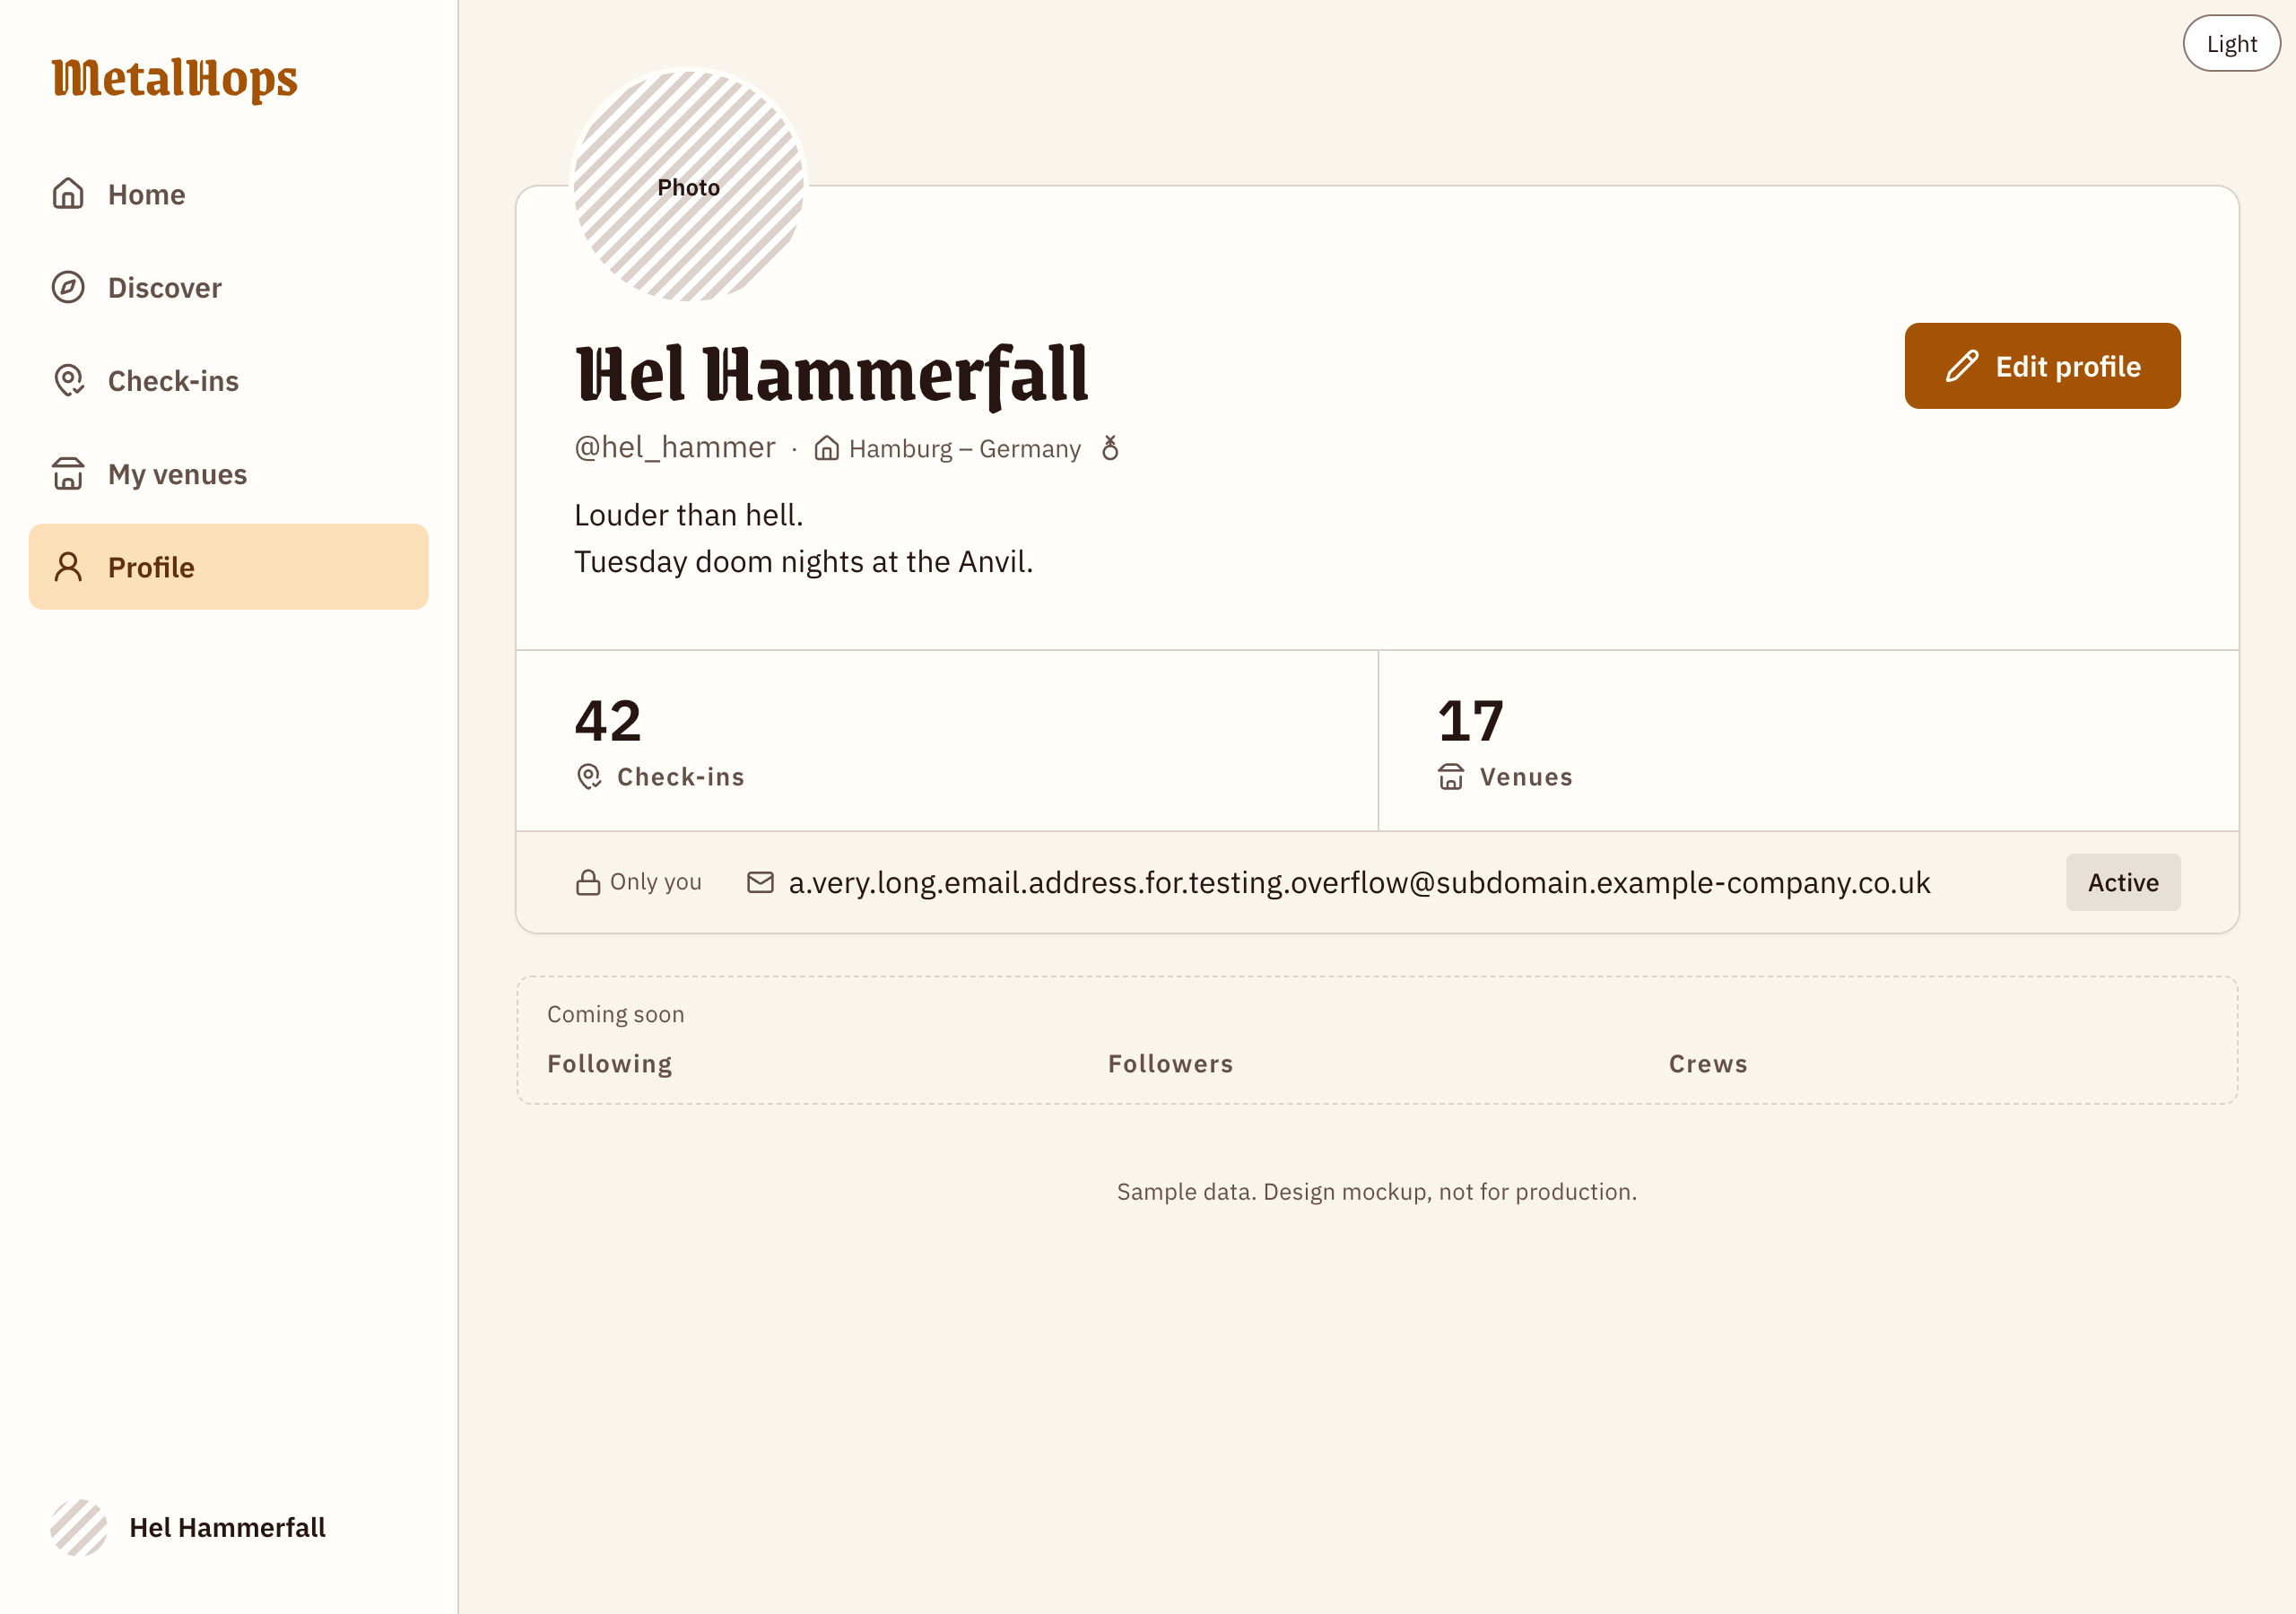 MetalHops
Home
Discover
Check-ins
My venues
Profile
Hel Hammerfall
Light
Photo
Hel Hammerfall
Edit profile
@hel_hammer · Hamburg – Germany
Louder than hell.
Tuesday doom nights at the Anvil.
42
Check-ins
17
Venues
Only you a.very.long.email.address.for.testing.overflow@subdomain.example-company.co.uk Active
Coming soon
Following Followers Crews
Sample data. Design mockup, not for production.